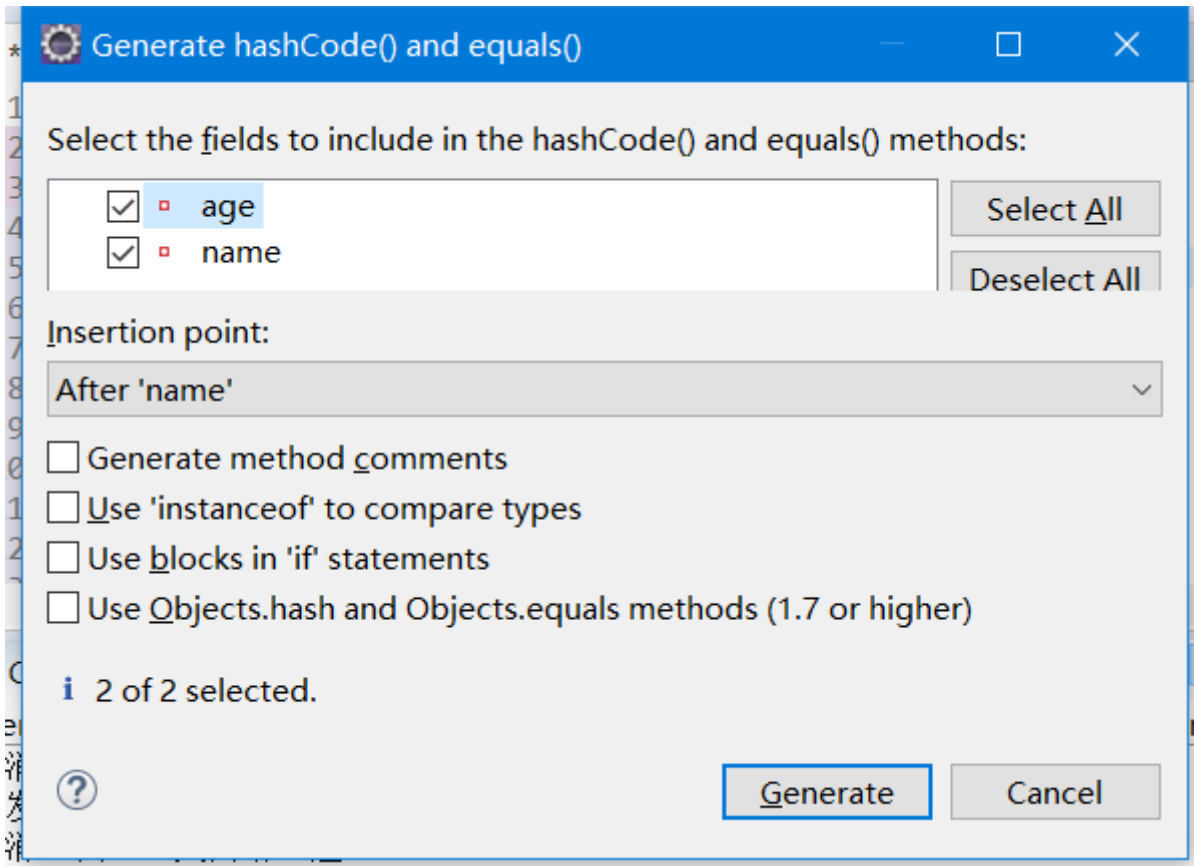 Generate hashCode() and equals()
Select the fields to include in the hashCode() and equals() methods:
age
name
Select All
Deselect All
Insertion point:
After 'name'
Generate method comments
Use 'instanceof' to compare types
Use blocks in 'if' statements
Use Objects.hash and Objects.equals methods (1.7 or higher)
i 2 of 2 selected.
?
Generate
Cancel